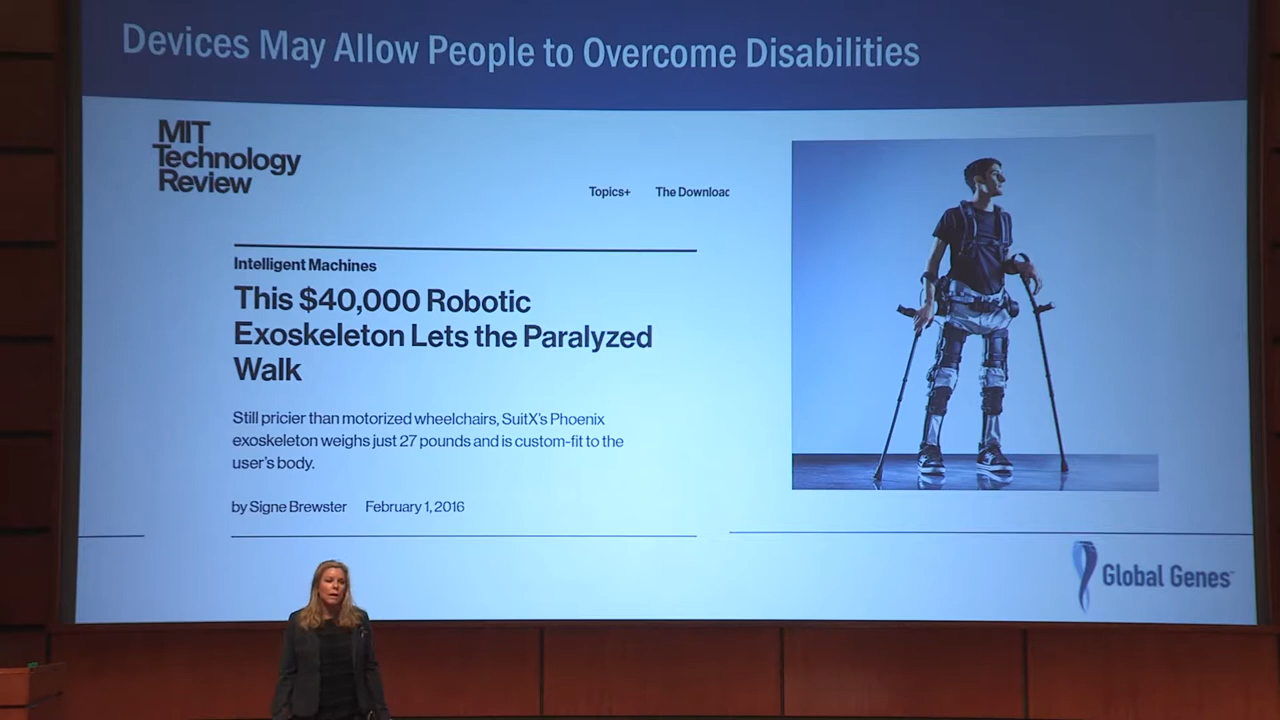 Devices May Allow People to Overcome Disabilities
MIT
Technology
Review
Topics+ The Downloac
Intelligent Machines
This $40,000 Robotic
Exoskeleton Lets the Paralyzed
Walk
Still pricier than motorized wheelchairs, SuitX's Phoenix
exoskeleton weighs just 27 pounds and is custom-fit to the
user's body.
by Signe Brewster February 1, 2016
Global Genes™